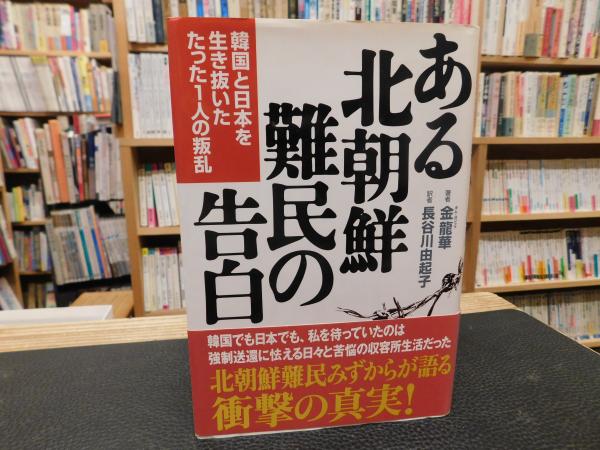 ある
北朝鮮
難民の
告白
韓国と日本を
生き抜いた
たった1人の叛乱
著者 金龍華
訳者 長谷川由起子
韓国でも日本でも、私を待っていたのは
強制送還に怯える日々と苦悩の収容所生活だった
北朝鮮難民みずからが語る
衝撃の真実!